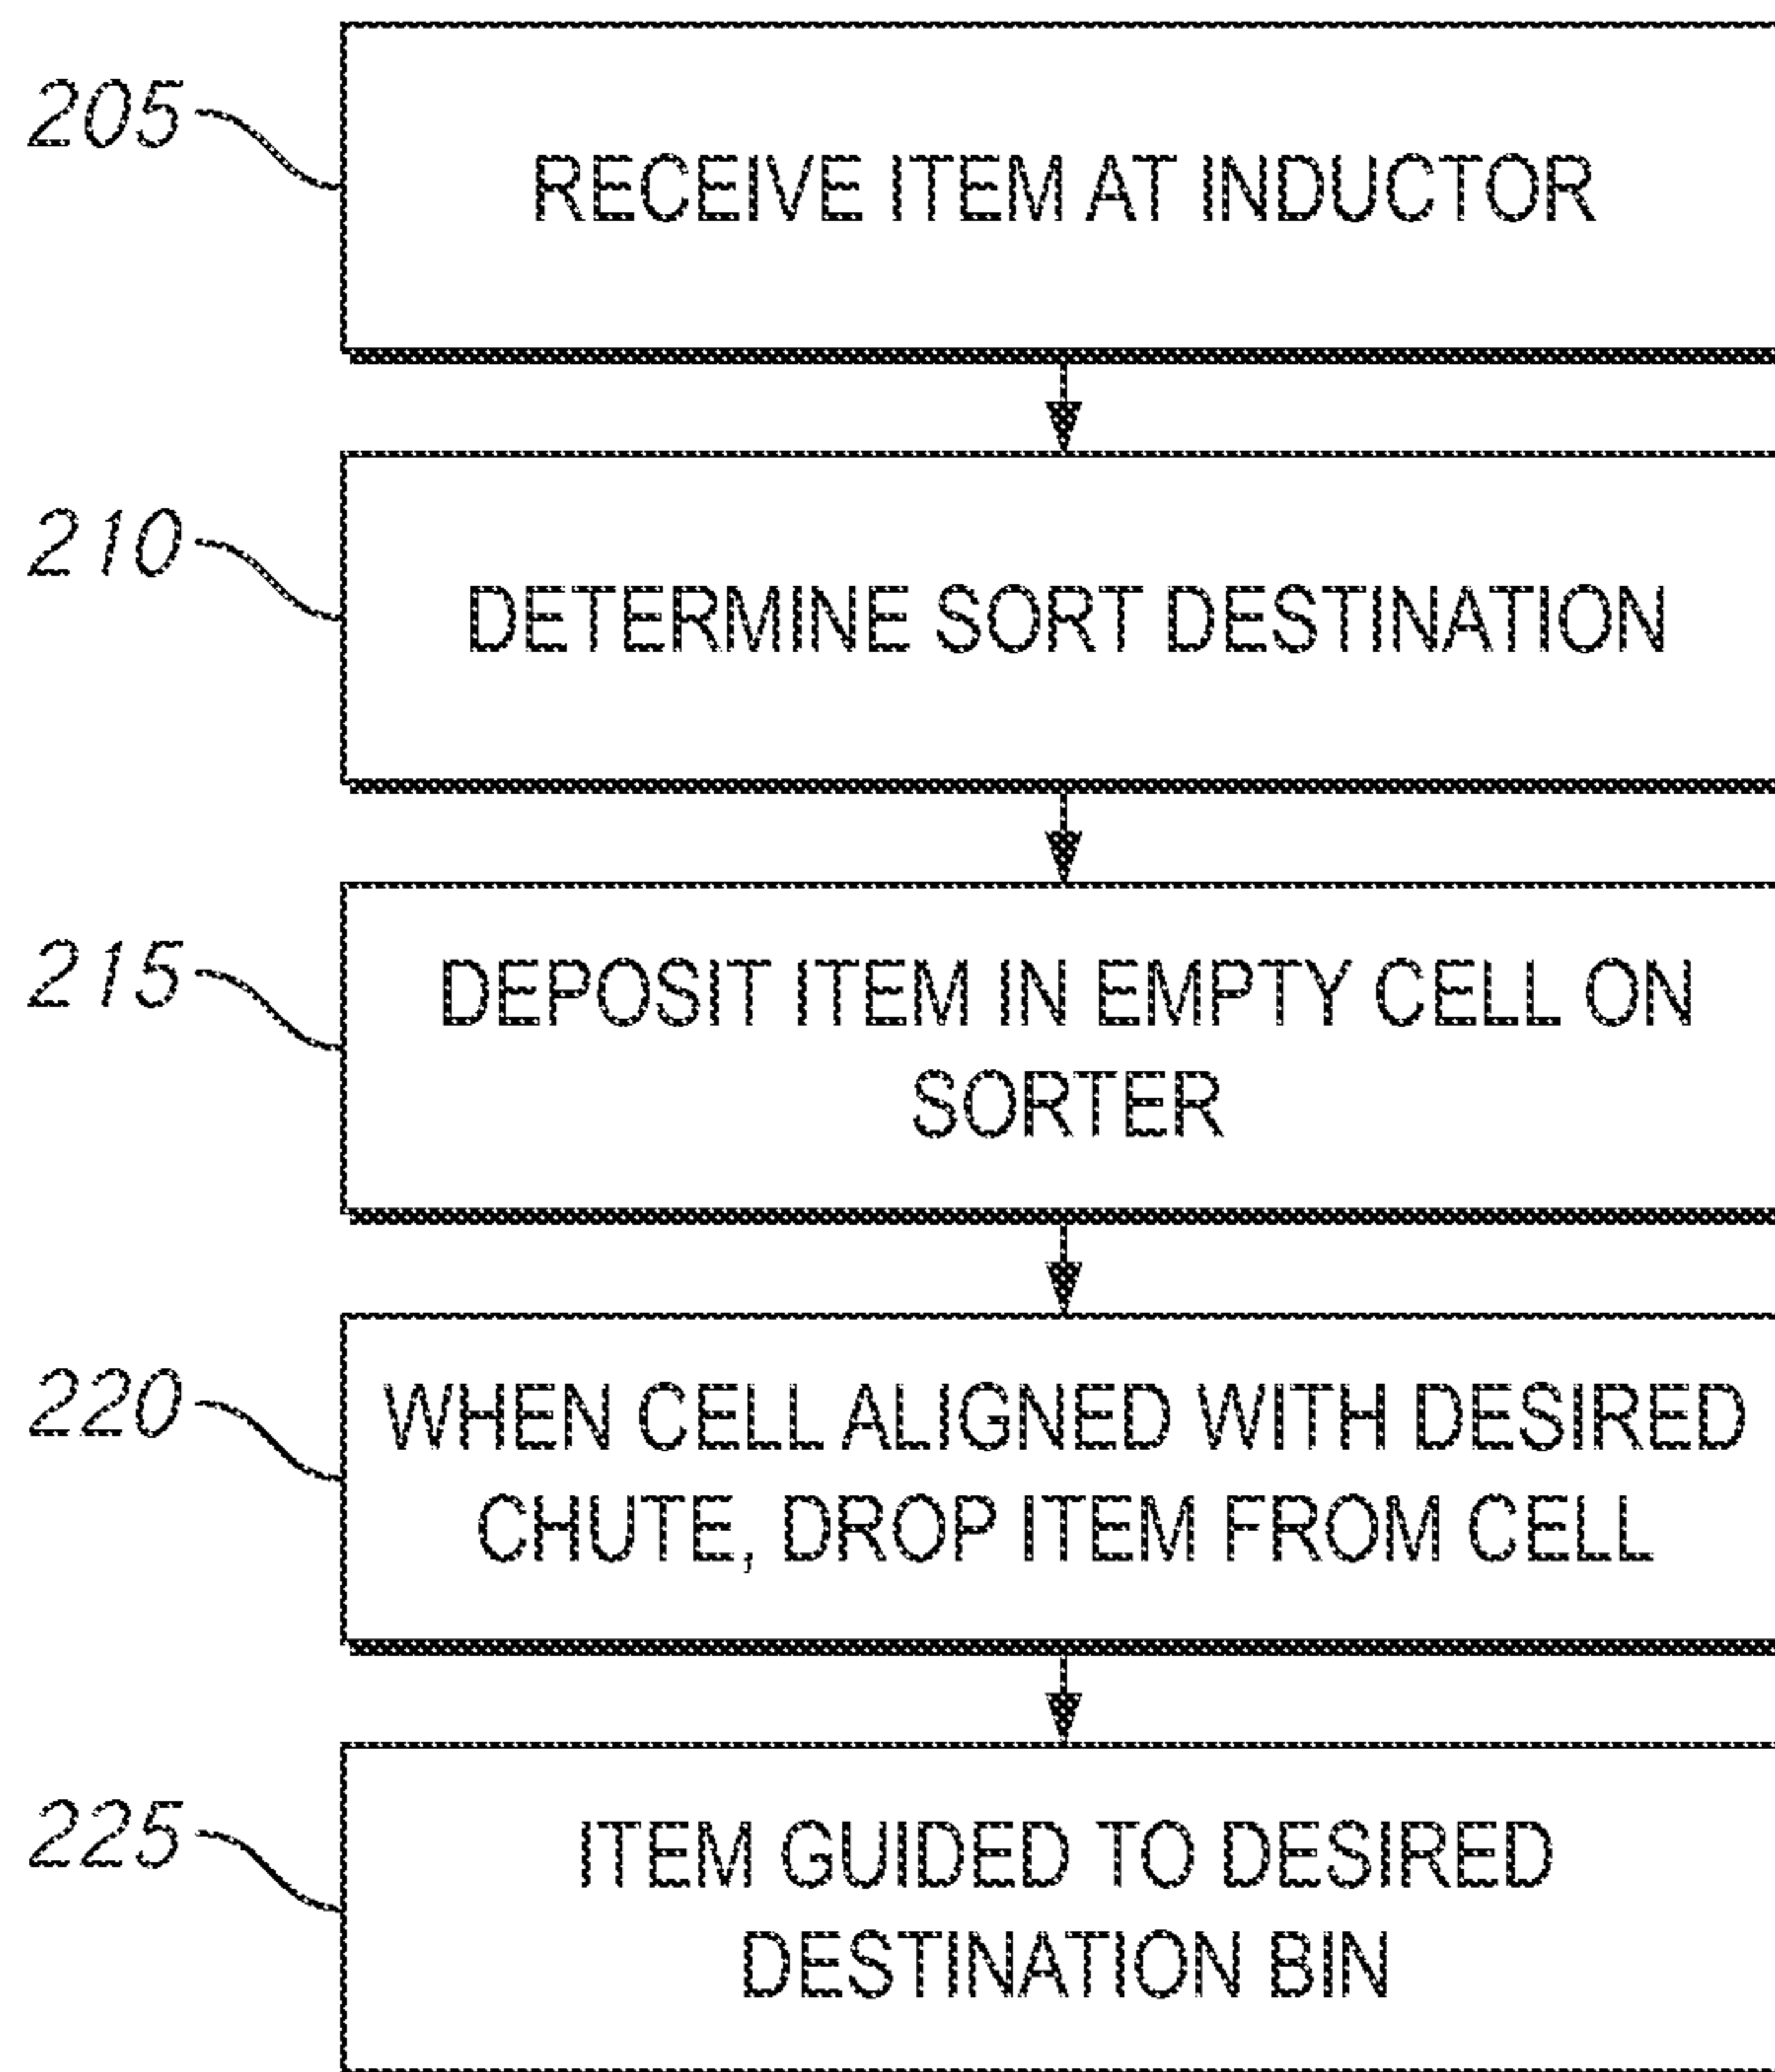 205
RECEIVE ITEM AT INDUCTOR
210
DETERMINE SORT DESTINATION
215
DEPOSIT ITEM IN EMPTY CELL ON
SORTER
220
WHEN CELL ALIGNED WITH DESIRED
CHUTE, DROP ITEM FROM CELL
225
ITEM GUIDED TO DESIRED
DESTINATION BIN